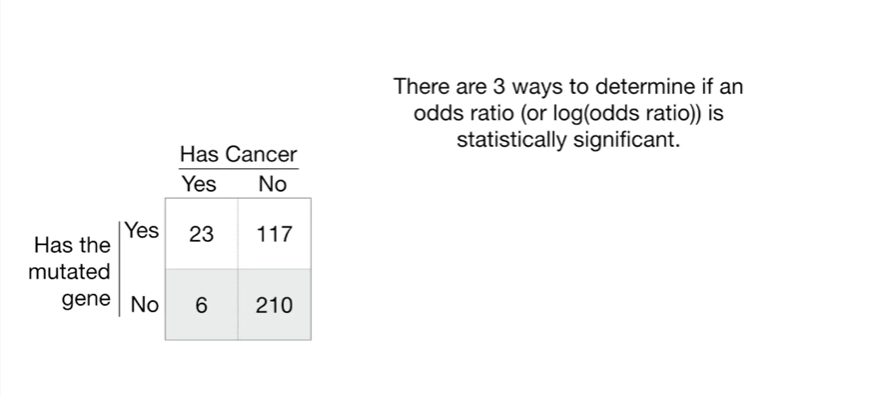 There are 3 ways to determine if an
odds ratio (or log(odds ratio)) is
statistically significant.
Has Cancer
Yes No
Has the
mutated
gene
Yes 23 117
No 6 210